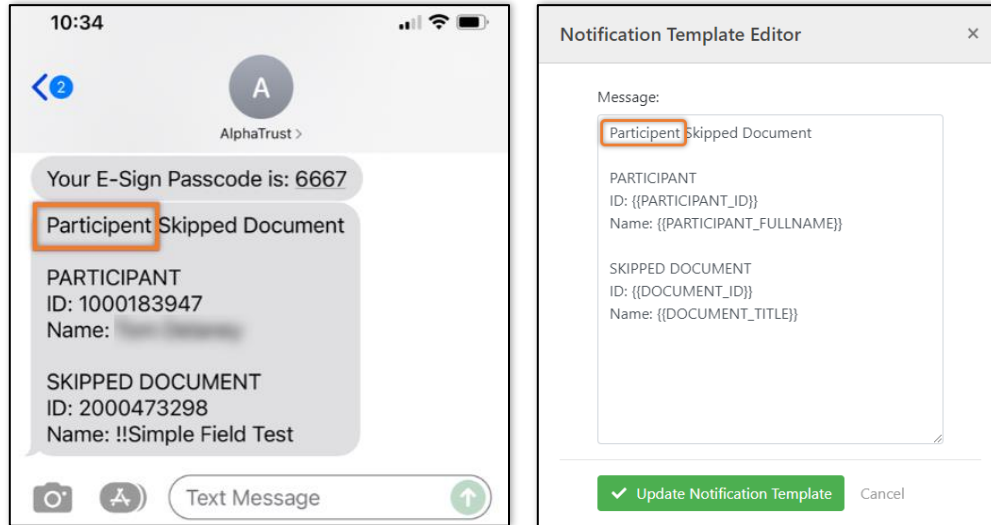 10:34
2
A
AlphaTrust >
Your E-Sign Passcode is: 6667
Participent Skipped Document
PARTICIPANT
ID: 1000183947
Name:
SKIPPED DOCUMENT
ID: 2000473298
Name: !!Simple Field Test
Text Message
Notification Template Editor ×
Message:
Participent Skipped Document
PARTICIPANT
ID: {{PARTICIPANT_ID}}
Name: {{PARTICIPANT_FULLNAME}}
SKIPPED DOCUMENT
ID: {{DOCUMENT_ID}}
Name: {{DOCUMENT_TITLE}}
Update Notification Template Cancel